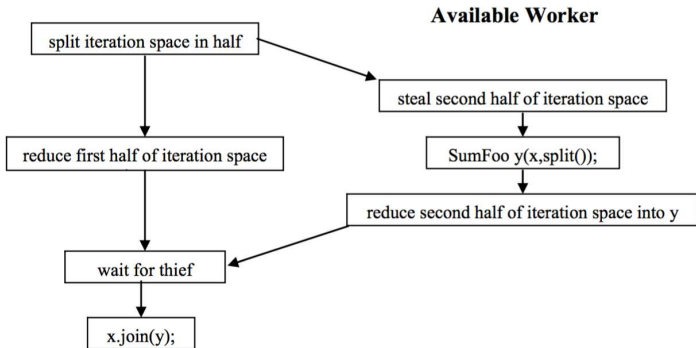 Available Worker
split iteration space in half
steal second half of iteration space
reduce first half of iteration space
SumFoo y(x,split());
reduce second half of iteration space into y
wait for thief
x.join(y);